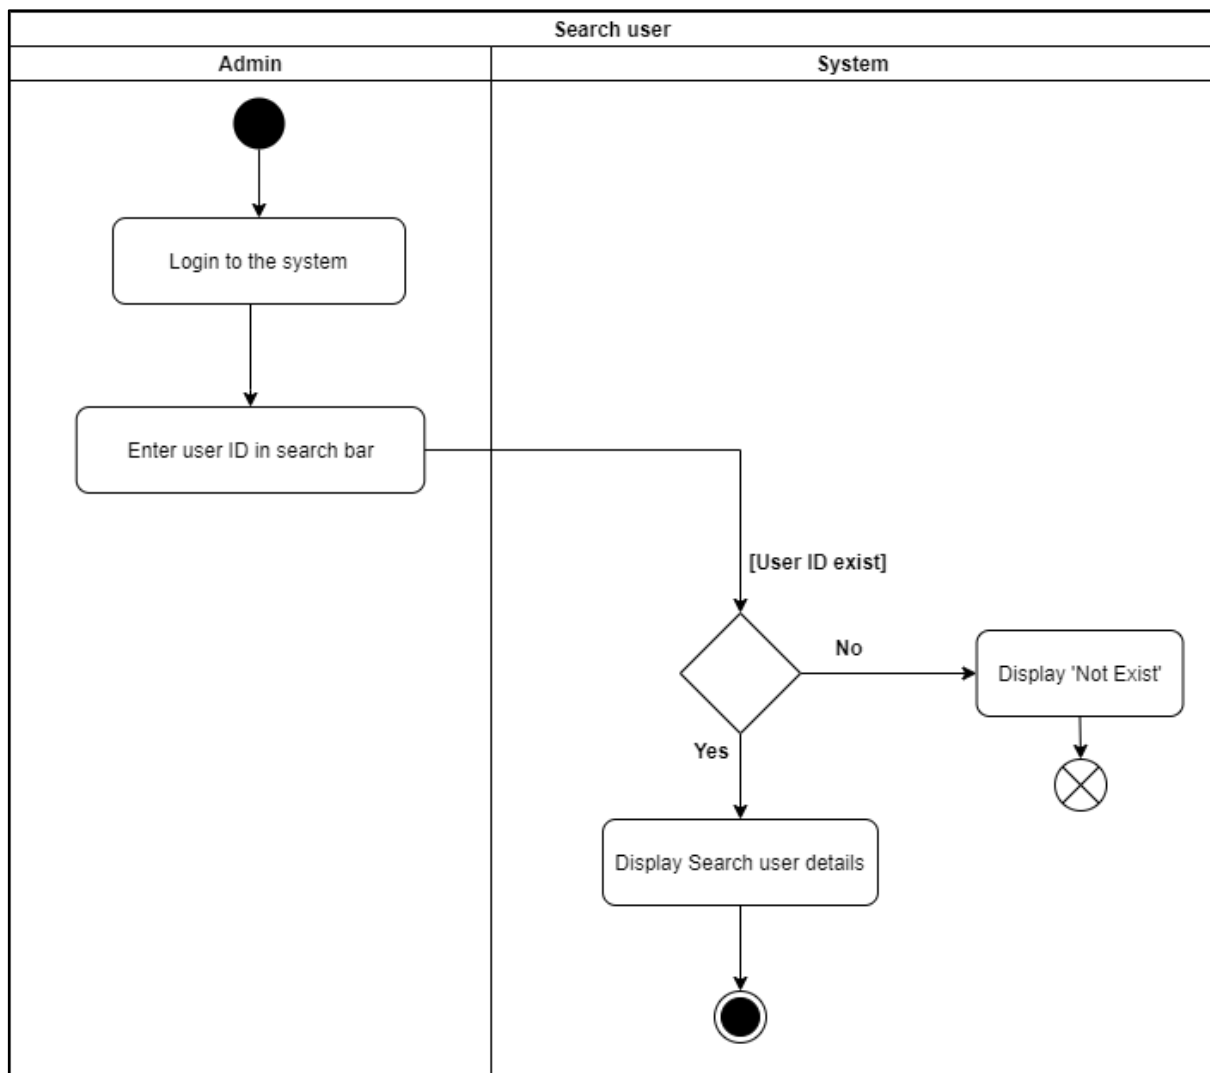 Search user
Admin
System
Login to the system
Enter user ID in search bar
[User ID exist]
No
Display 'Not Exist'
Yes
Display Search user details